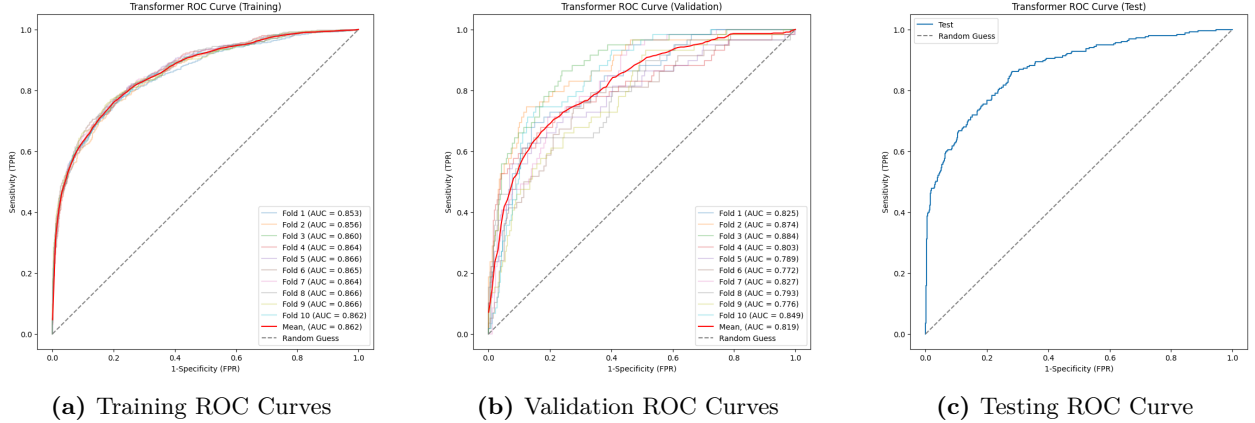 Transformer ROC Curve (Training)
1.0
0.8
0.6
0.4
0.2
0.0
Sensitivity (TPR)
Fold 1 (AUC = 0.853)
Fold 2 (AUC = 0.856)
Fold 3 (AUC = 0.860)
Fold 4 (AUC = 0.864)
Fold 5 (AUC = 0.866)
Fold 6 (AUC = 0.865)
Fold 7 (AUC = 0.864)
Fold 8 (AUC = 0.866)
Fold 9 (AUC = 0.866)
Fold 10 (AUC = 0.862)
Mean, (AUC = 0.862)
Random Guess
0.0 0.2 0.4 0.6 0.8 1.0
1-Specificity (FPR)
(a) Training ROC Curves
Transformer ROC Curve (Validation)
1.0
0.8
0.6
0.4
0.2
0.0
Sensitivity (TPR)
Fold 1 (AUC = 0.825)
Fold 2 (AUC = 0.874)
Fold 3 (AUC = 0.884)
Fold 4 (AUC = 0.803)
Fold 5 (AUC = 0.789)
Fold 6 (AUC = 0.772)
Fold 7 (AUC = 0.827)
Fold 8 (AUC = 0.793)
Fold 9 (AUC = 0.776)
Fold 10 (AUC = 0.849)
Mean, (AUC = 0.819)
Random Guess
0.0 0.2 0.4 0.6 0.8 1.0
1-Specificity (FPR)
(b) Validation ROC Curves
Transformer ROC Curve (Test)
Test
Random Guess
1.0
0.8
0.6
0.4
0.2
0.0
Sensitivity (TPR)
0.0 0.2 0.4 0.6 0.8 1.0
1-Specificity (FPR)
(c) Testing ROC Curve